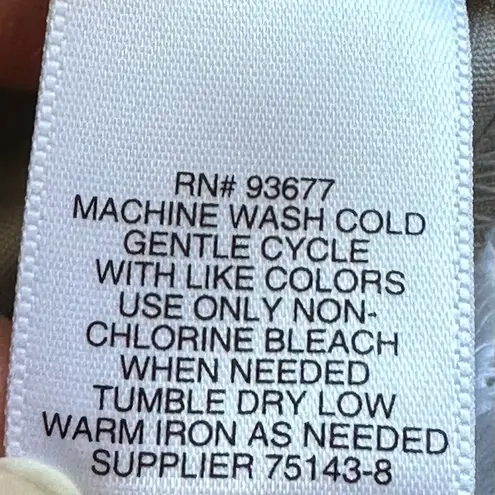 RN# 93677
MACHINE WASH COLD
GENTLE CYCLE
WITH LIKE COLORS
USE ONLY NON-
CHLORINE BLEACH
WHEN NEEDED
TUMBLE DRY LOW
WARM IRON AS NEEDED
SUPPLIER 75143-8